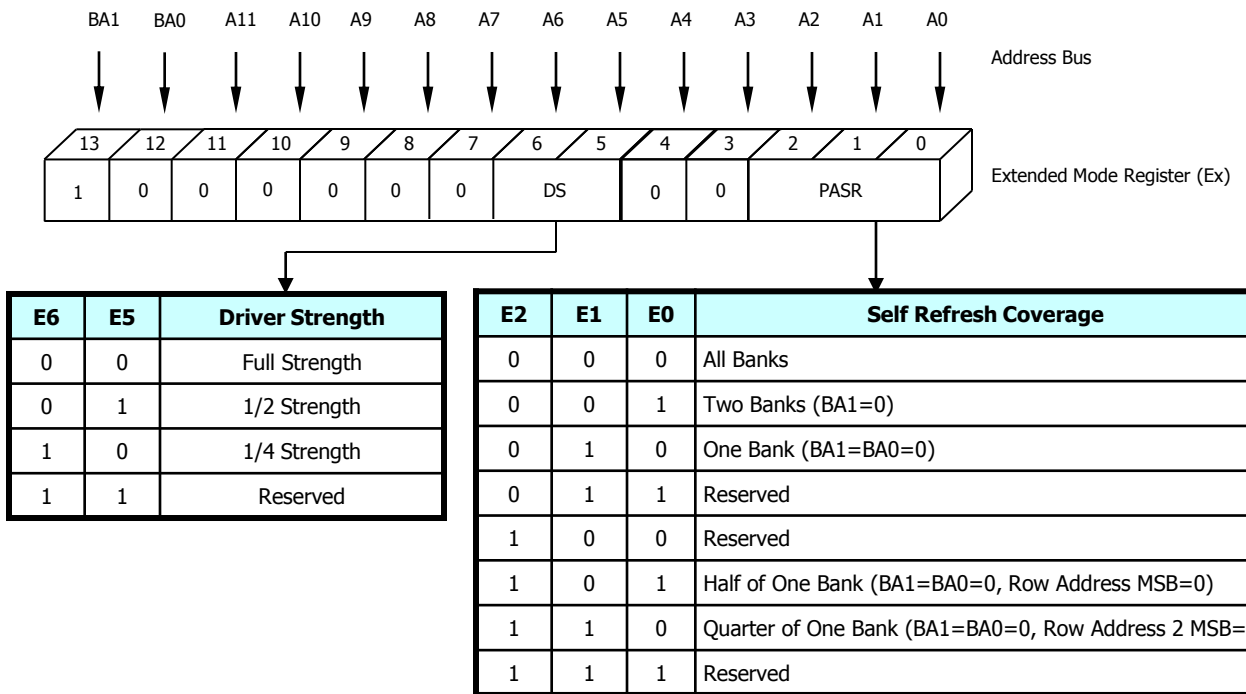 BA1 BA0 A11 A10 A9 A8 A7 A6 A5 A4 A3 A2 A1 A0
Address Bus
13 12 11 10 9 8 7 6 5 4 3 2 1 0
1 0 0 0 0 0 0 DS 0 0 PASR
Extended Mode Register (Ex)
E6 E5 Driver Strength
0 0 Full Strength
0 1 1/2 Strength
1 0 1/4 Strength
1 1 Reserved
E2 E1 E0 Self Refresh Coverage
0 0 0 All Banks
0 0 1 Two Banks (BA1=0)
0 1 0 One Bank (BA1=BA0=0)
0 1 1 Reserved
1 0 0 Reserved
1 0 1 Half of One Bank (BA1=BA0=0, Row Address MSB=0)
1 1 0 Quarter of One Bank (BA1=BA0=0, Row Address 2 MSB=
1 1 1 Reserved